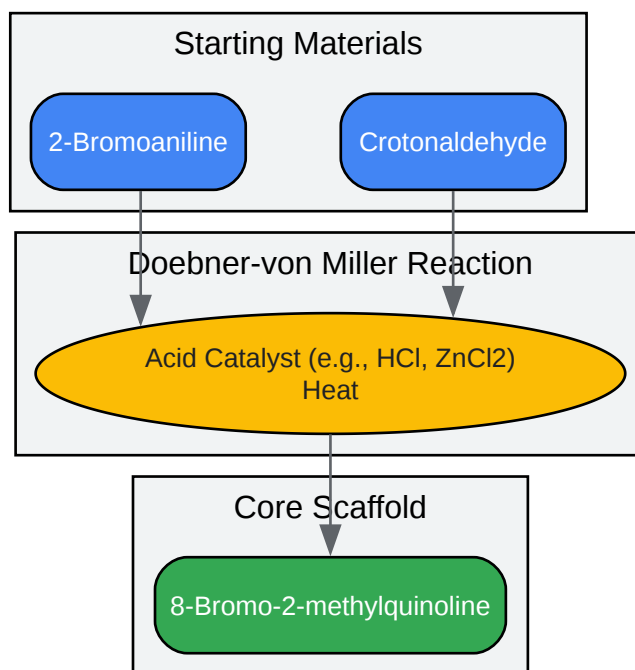 Starting Materials
2-Bromoaniline
Crotonaldehyde
Doebner-von Miller Reaction
Acid Catalyst (e.g., HCl, ZnCl2)
Heat
Core Scaffold
8-Bromo-2-methylquinoline